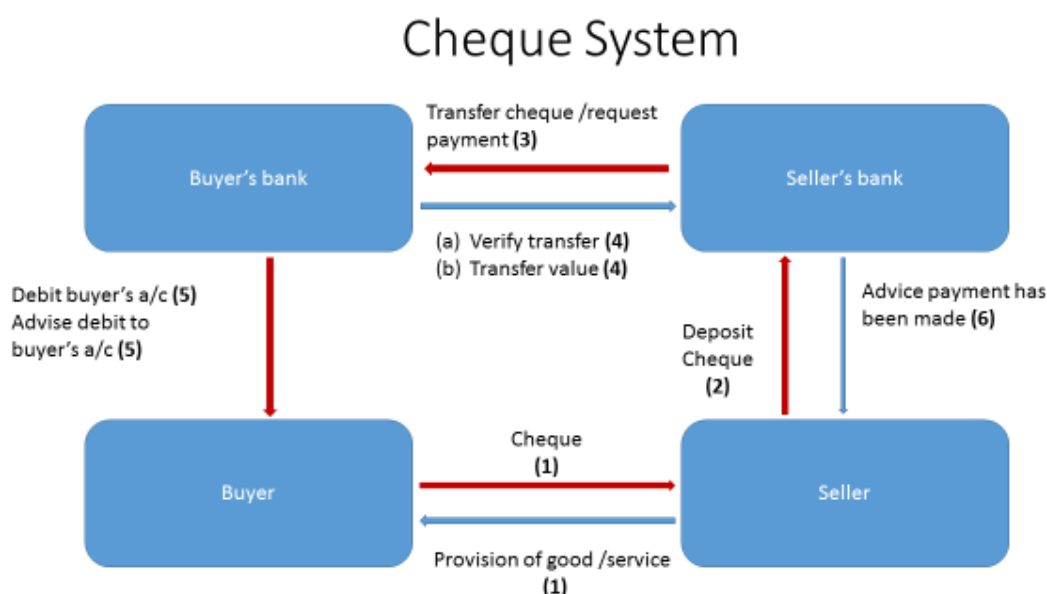 Cheque System
Transfer cheque /request
payment (3)
Buyer's bank
Seller's bank
(a) Verify transfer (4)
(b) Transfer value (4)
Debit buyer's a/c (5)
Advise debit to
buyer's a/c (5)
Deposit
Cheque
(2)
Advice payment has
been made (6)
Cheque
(1)
Buyer
Seller
Provision of good /service
(1)